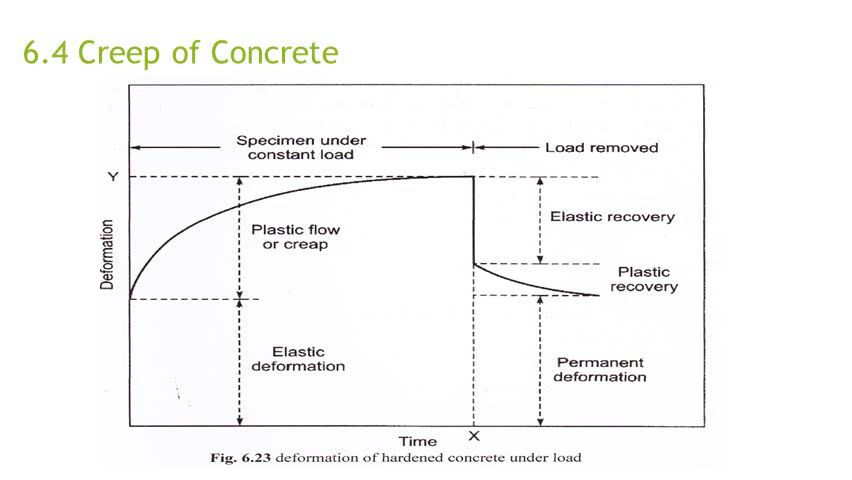 6.4 Creep of Concrete
Specimen under
constant load
Load removed
Y
Elastic recovery
Plastic flow
or creap
Deformation
Plastic
recovery
Elastic
deformation
Permanent
deformation
Time
X
Fig. 6.23 deformation of hardened concrete under load